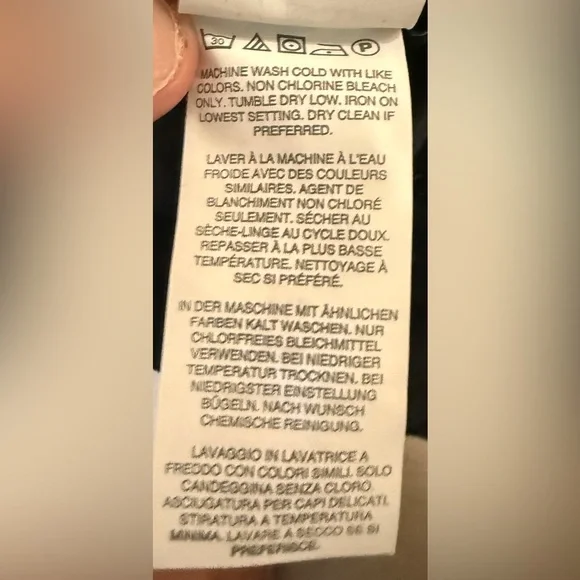 30 P
MACHINE WASH COLD WITH LIKE
COLORS. NON CHLORINE BLEACH
ONLY. TUMBLE DRY LOW. IRON ON
LOWEST SETTING. DRY CLEAN IF
PREFERRED.
LAVER À LA MACHINE À L'EAU
FROIDE AVEC DES COULEURS
SIMILAIRES. AGENT DE
BLANCHIMENT NON CHLORÉ
SEULEMENT. SÉCHER AU
SÈCHE-LINGE AU CYCLE DOUX.
REPASSER À LA PLUS BASSE
TEMPÉRATURE. NETTOYAGE À
SEC SI PRÉFÉRÉ.
IN DER MASCHINE MIT ÄHNLICHEN
FARBEN KALT WASCHEN. NUR
CHLORFREIES BLEICHMITTEL
VERWENDEN. BEI NIEDRIGER
TEMPERATUR TROCKNEN. BEI
NIEDRIGSTER EINSTELLUNG
BÜGELN. NACH WUNSCH
CHEMISCHE REINIGUNG.
LAVAGGIO IN LAVATRICE A
FREDDO CON COLORI SIMILI. SOLO
CANDEGGINA SENZA CLORO.
ASCIUGATURA PER CAPI DELICATI.
STIRATURA A TEMPERATURA
MINIMA. LAVARE A SECCO SE SI
PREFERISCE.